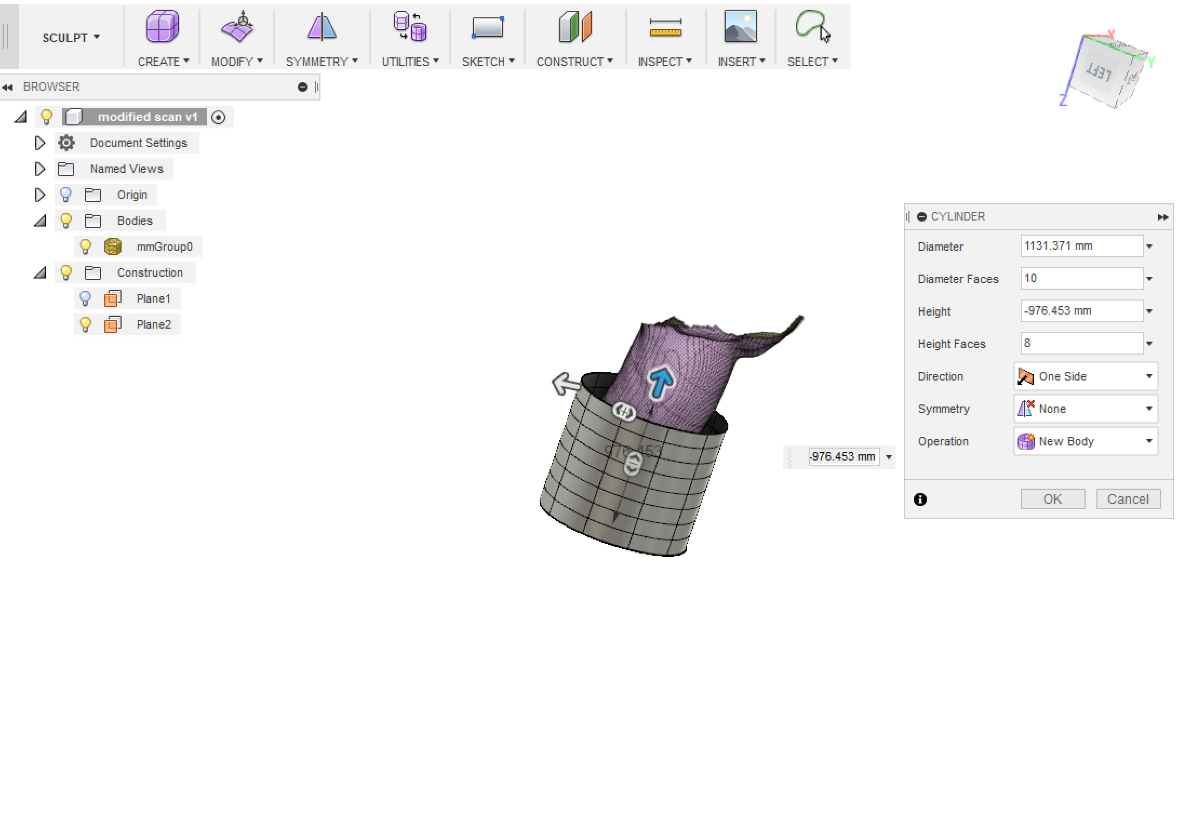 SCULPT
CREATE
MODIFY
SYMMETRY
UTILITIES
SKETCH
CONSTRUCT
INSPECT
INSERT
SELECT
BROWSER
modified scan v1
Document Settings
Named Views
Origin
Bodies
mmGroup0
Construction
Plane1
Plane2
X
Y
Z
LEFT
976.453
-976.453 mm
CYLINDER
Diameter 1131.371 mm
Diameter Faces 10
Height -976.453 mm
Height Faces 8
Direction One Side
Symmetry None
Operation New Body
OK Cancel